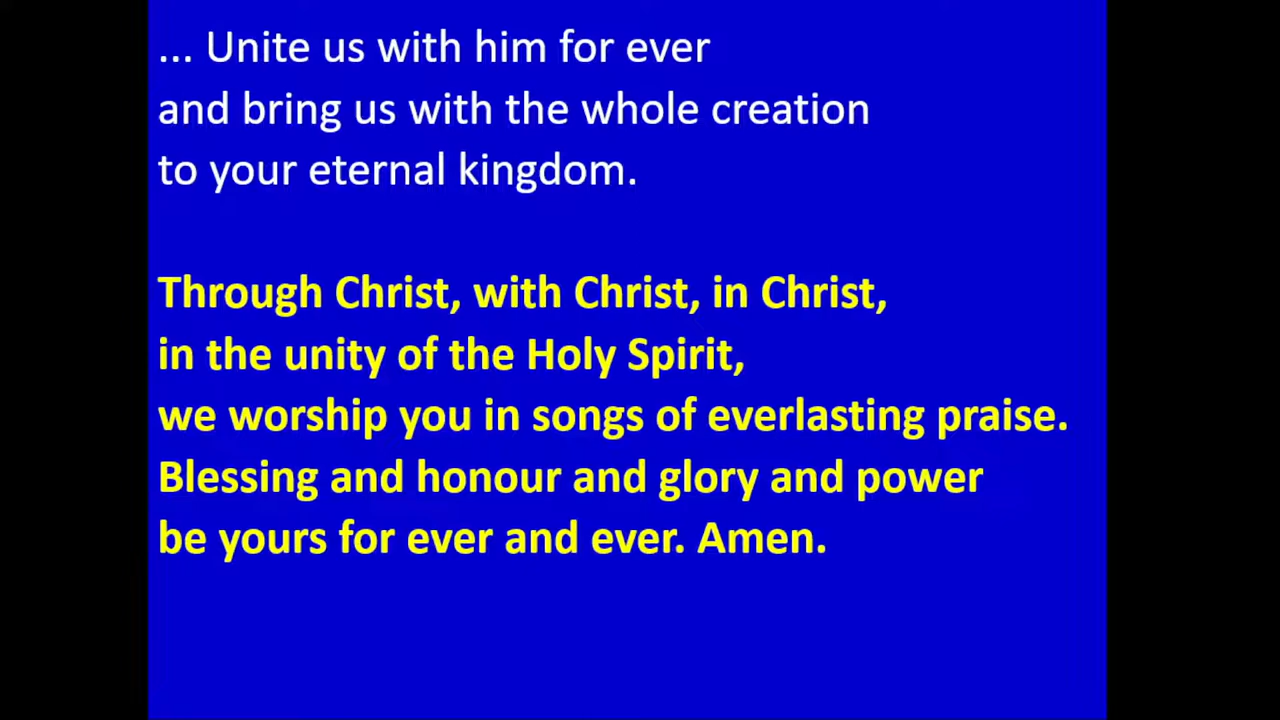 ... Unite us with him for ever
and bring us with the whole creation
to your eternal kingdom.
Through Christ, with Christ, in Christ,
in the unity of the Holy Spirit,
we worship you in songs of everlasting praise.
Blessing and honour and glory and power
be yours for ever and ever. Amen.